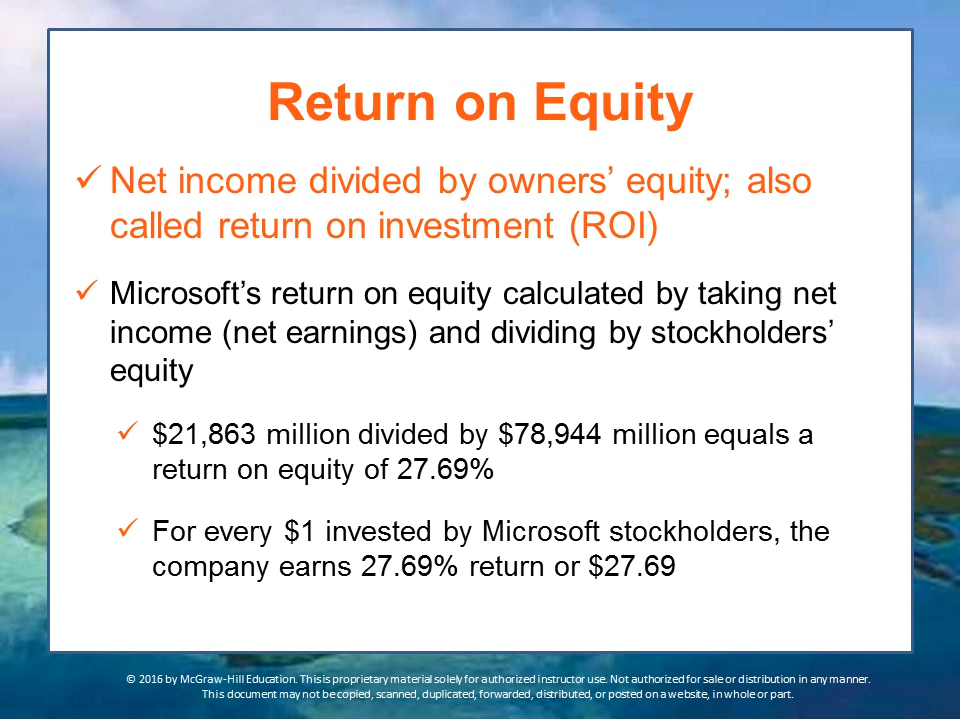 Return on Equity
✓ Net income divided by owners’ equity; also
called return on investment (ROI)
✓ Microsoft’s return on equity calculated by taking net
income (net earnings) and dividing by stockholders’
equity
✓ $21,863 million divided by $78,944 million equals a
return on equity of 27.69%
✓ For every $1 invested by Microsoft stockholders, the
company earns 27.69% return or $27.69
© 2016 by McGraw-Hill Education. This is proprietary material solely for authorized instructor use. Not authorized for sale or distribution in any manner.
This document may not be copied, scanned, duplicated, forwarded, distributed, or posted on a website, in whole or part.